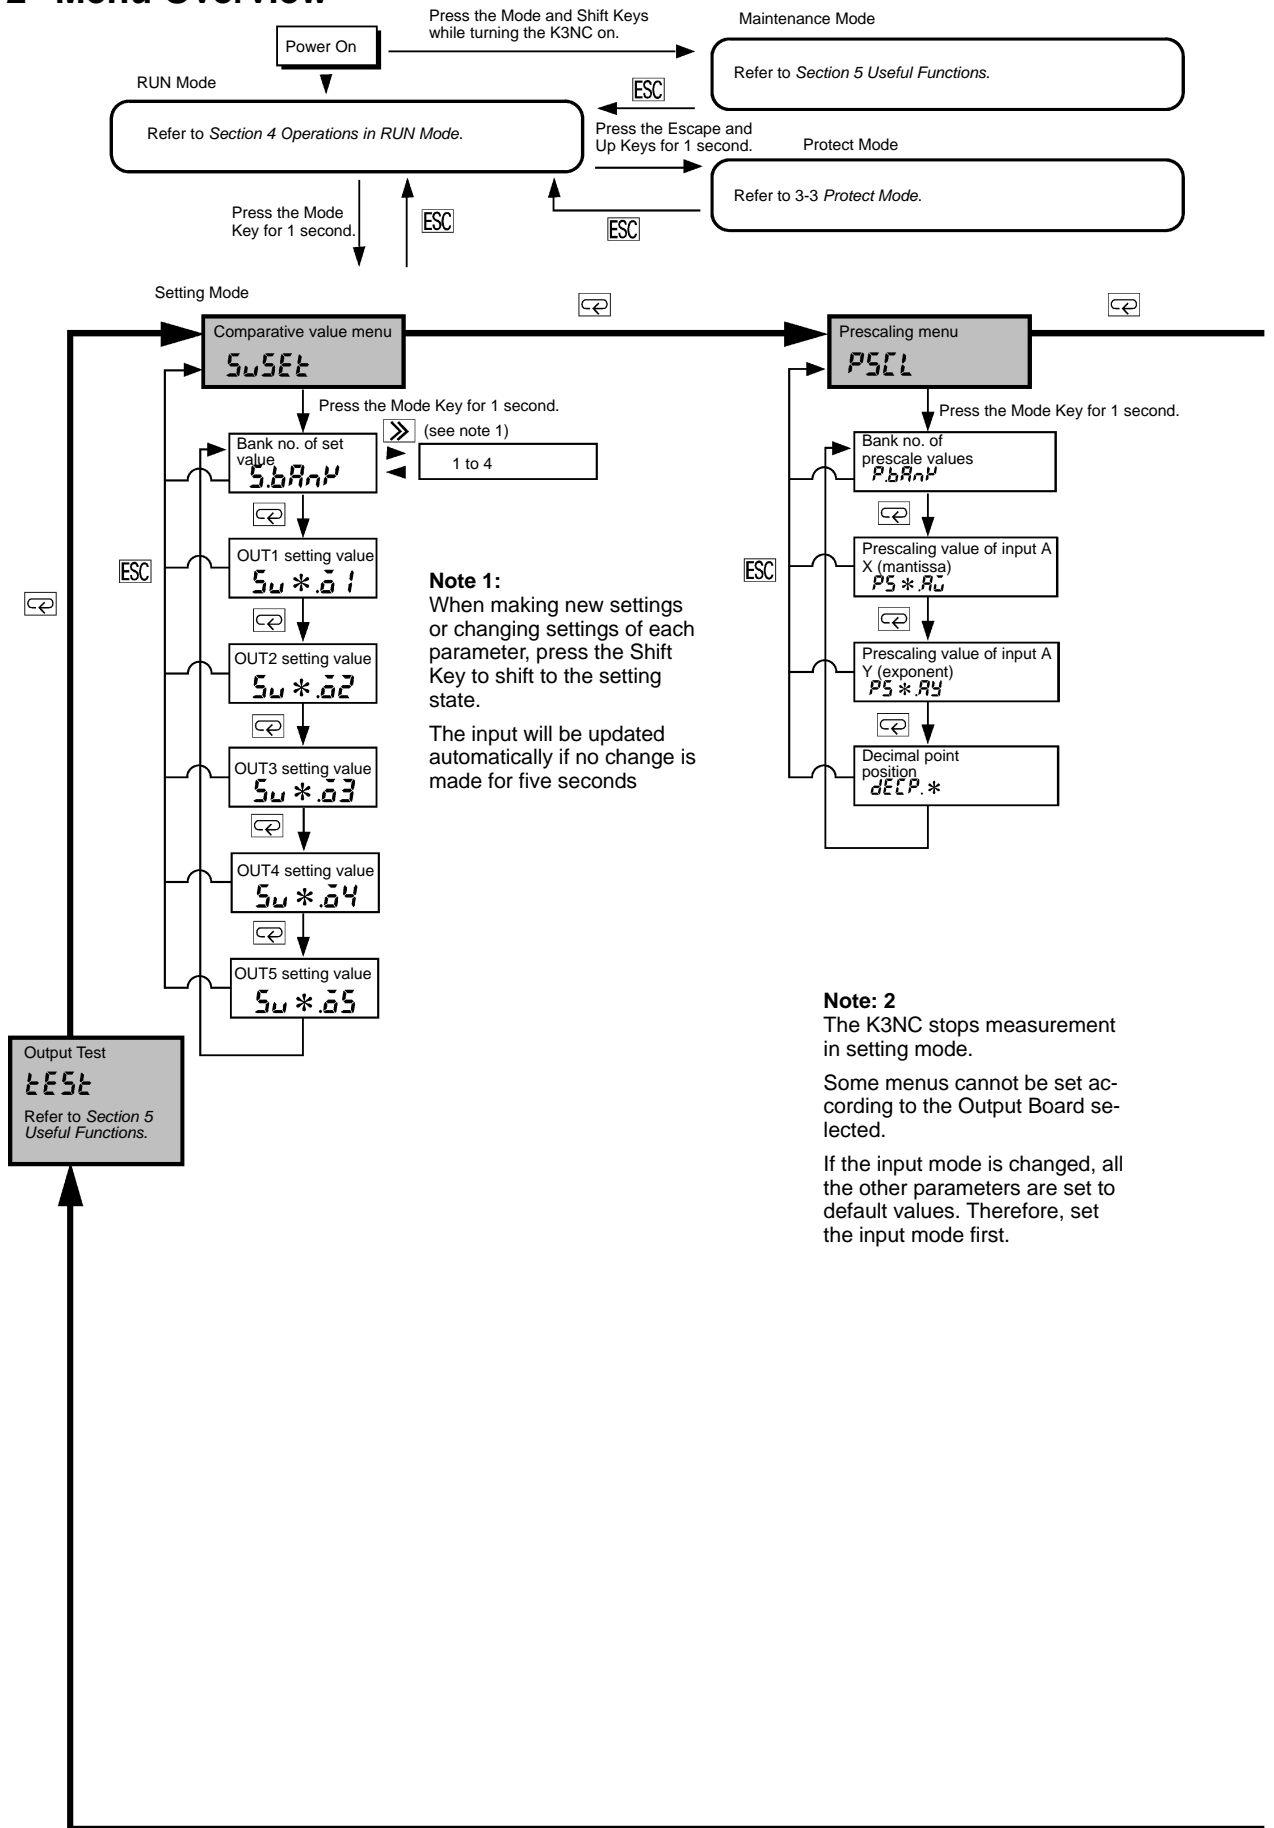 2 Menu Overview
Press the Mode and Shift Keys
while turning the K3NC on.
Maintenance Mode
Power On
Refer to Section 5 Useful Functions.
RUN Mode
ESC
Refer to Section 4 Operations in RUN Mode.
Press the Escape and
Up Keys for 1 second.
Protect Mode
Refer to 3-3 Protect Mode.
Press the Mode
Key for 1 second.
ESC
ESC
Setting Mode
Comparative value menu
SuSEt
Press the Mode Key for 1 second.
(see note 1)
Bank no. of set
value
S.bAnK
1 to 4
ESC
OUT1 setting value
Su*.o1
OUT2 setting value
Su*.o2
OUT3 setting value
Su*.o3
OUT4 setting value
Su*.o4
OUT5 setting value
Su*.o5
Note 1:
When making new settings
or changing settings of each
parameter, press the Shift
Key to shift to the setting
state.
The input will be updated
automatically if no change is
made for five seconds
Prescaling menu
PSCL
Press the Mode Key for 1 second.
Bank no. of
prescale values
P.bAnK
ESC
Prescaling value of input A
X (mantissa)
PS*.Aū
Prescaling value of input A
Y (exponent)
PS*.AY
Decimal point
position
dECP.*
Note: 2
The K3NC stops measurement
in setting mode.
Some menus cannot be set ac-
cording to the Output Board se-
lected.
If the input mode is changed, all
the other parameters are set to
default values. Therefore, set
the input mode first.
Output Test
tESt
Refer to Section 5
Useful Functions.